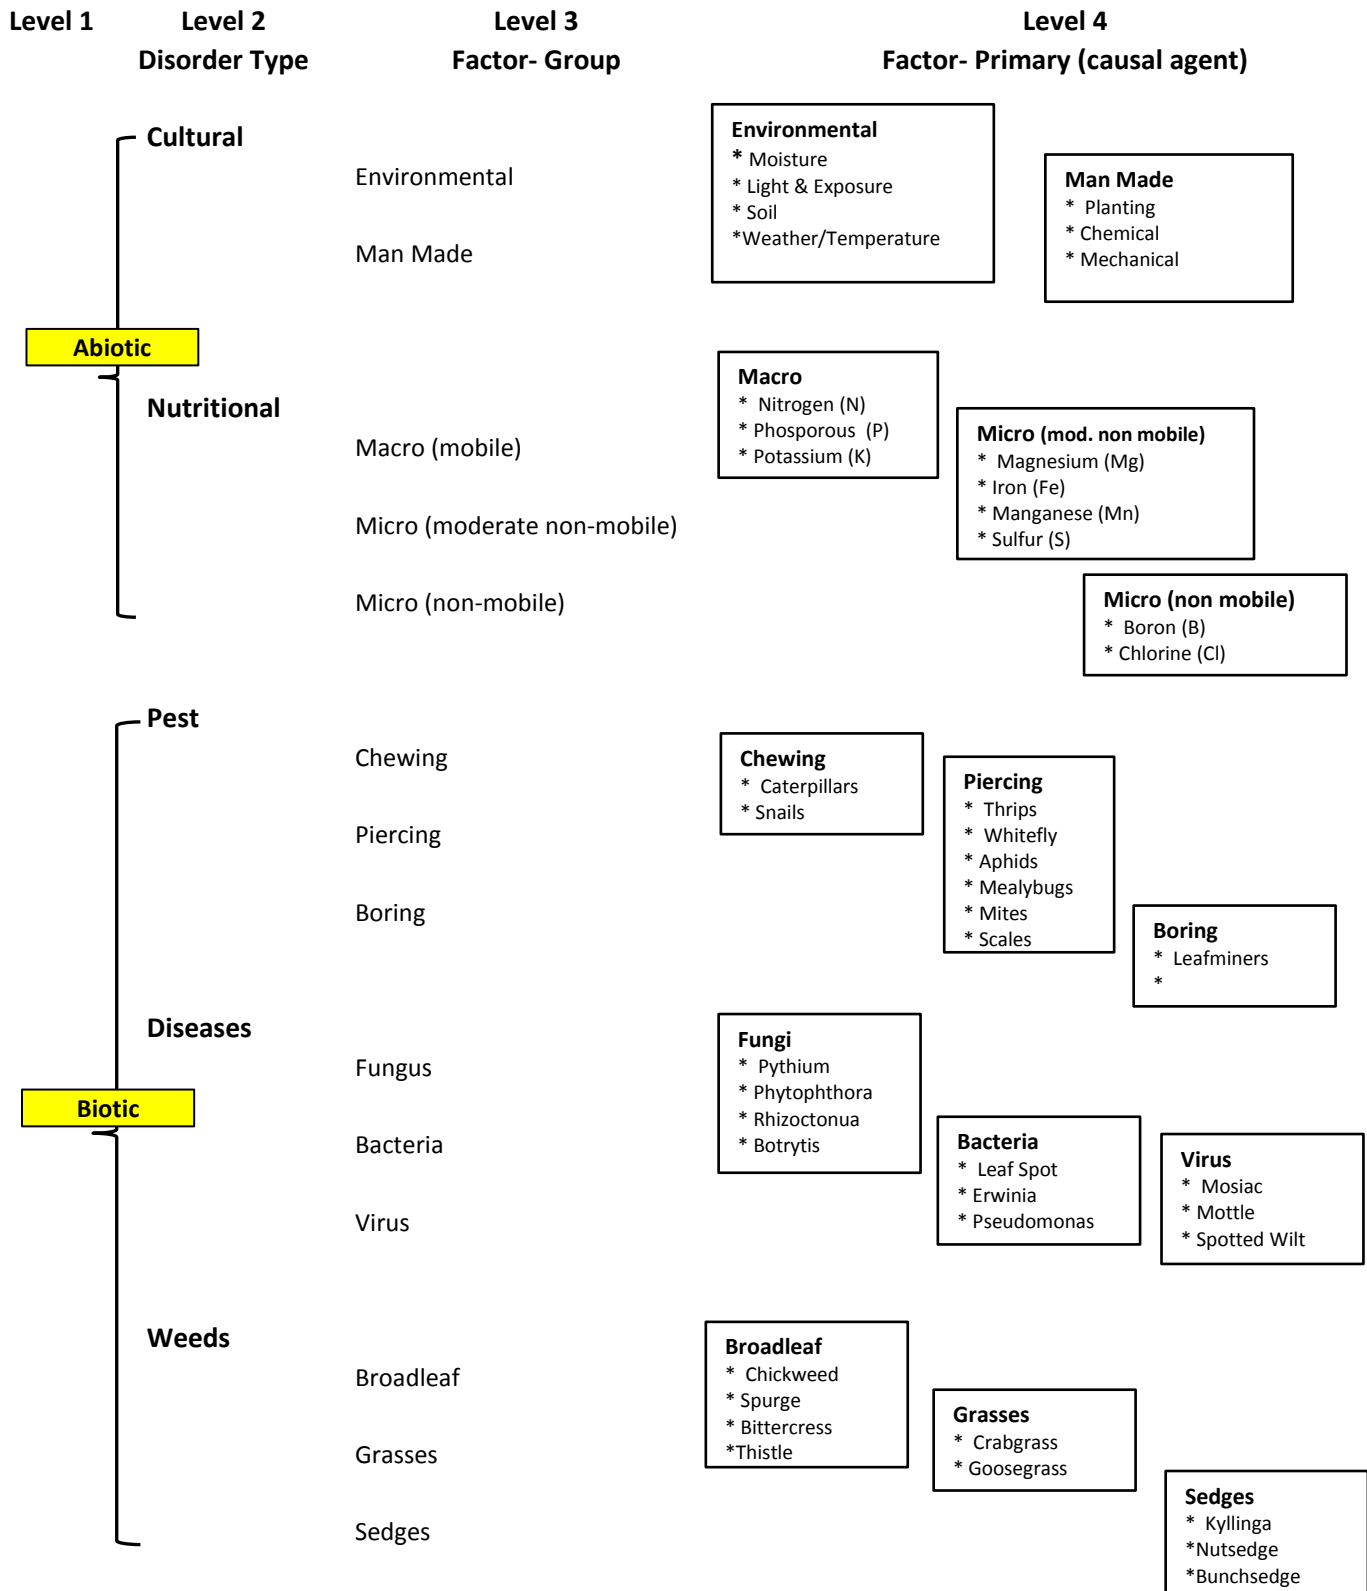 Level 1 Level 2 Level 3 Level 4
Disorder Type Factor- Group Factor- Primary (causal agent)
Cultural
Environmental
Man Made
Environmental
* Moisture
* Light & Exposure
* Soil
*Weather/Temperature
Man Made
* Planting
* Chemical
* Mechanical
Abiotic
Nutritional
Macro (mobile)
Micro (moderate non-mobile)
Micro (non-mobile)
Macro
* Nitrogen (N)
* Phosporous (P)
* Potassium (K)
Micro (mod. non mobile)
* Magnesium (Mg)
* Iron (Fe)
* Manganese (Mn)
* Sulfur (S)
Micro (non mobile)
* Boron (B)
* Chlorine (Cl)
Pest
Chewing
Piercing
Boring
Chewing
* Caterpillars
* Snails
Piercing
* Thrips
* Whitefly
* Aphids
* Mealybugs
* Mites
* Scales
Boring
* Leafminers
*
Diseases
Fungus
Biotic
Bacteria
Virus
Fungi
* Pythium
* Phytophthora
* Rhizoctonua
* Botrytis
Bacteria
* Leaf Spot
* Erwinia
* Pseudomonas
Virus
* Mosiac
* Mottle
* Spotted Wilt
Weeds
Broadleaf
Grasses
Sedges
Broadleaf
* Chickweed
* Spurge
* Bittercress
*Thistle
Grasses
* Crabgrass
* Goosegrass
Sedges
* Kyllinga
*Nutsedge
*Bunchsedge